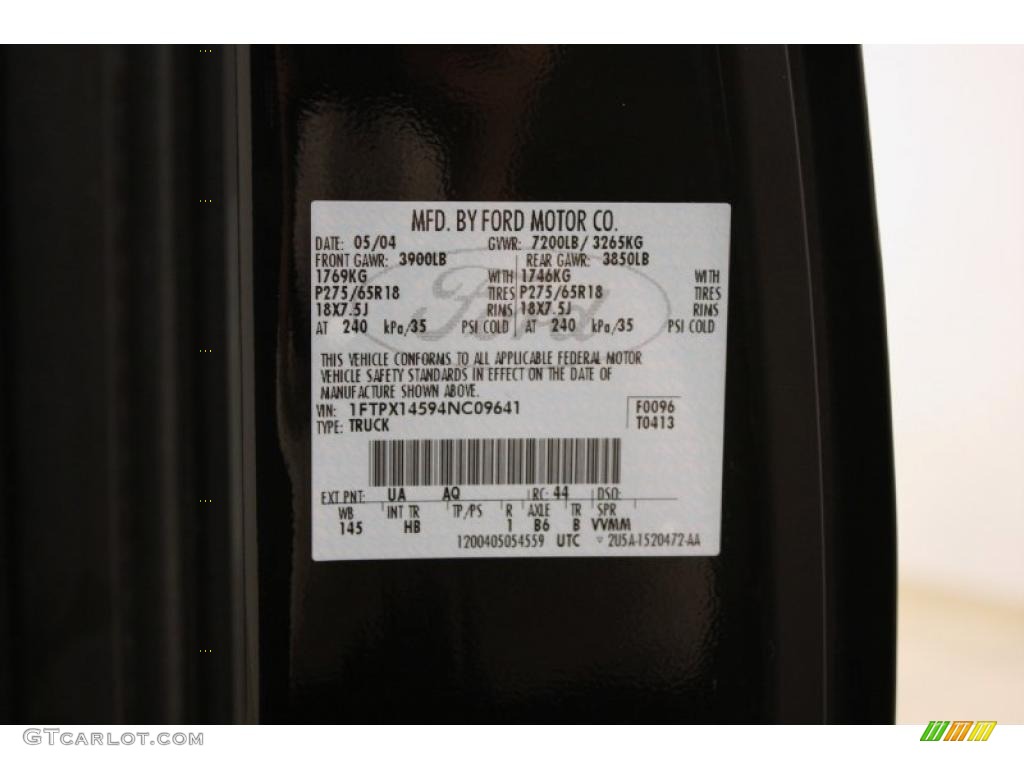 MFD. BY FORD MOTOR CO.
DATE: 05/04 GVWR: 7200LB/ 3265KG
FRONT GAWR: 3900LB REAR GAWR: 3850LB
1769KG WITH 1746KG WITH
P275/65R18 TIRES P275/65R18 TIRES
18X7.5J RIMS 18X7.5J RIMS
AT 240 kPa/35 PSI COLD AT 240 kPa/35 PSI COLD
Ford
THIS VEHICLE CONFORMS TO ALL APPLICABLE FEDERAL MOTOR
VEHICLE SAFETY STANDARDS IN EFFECT ON THE DATE OF
MANUFACTURE SHOWN ABOVE.
VIN: 1FTPX14594NC09641 F0096
TYPE: TRUCK T0413
EXT PNT: UA AQ RC: 44 DSO:
WB INT TR TP/PS R AXLE TR SPR
145 HB 1 B6 B VVMM
1200405054559 UTC 2U5A-1520472-AA
GTCARLOT.COM